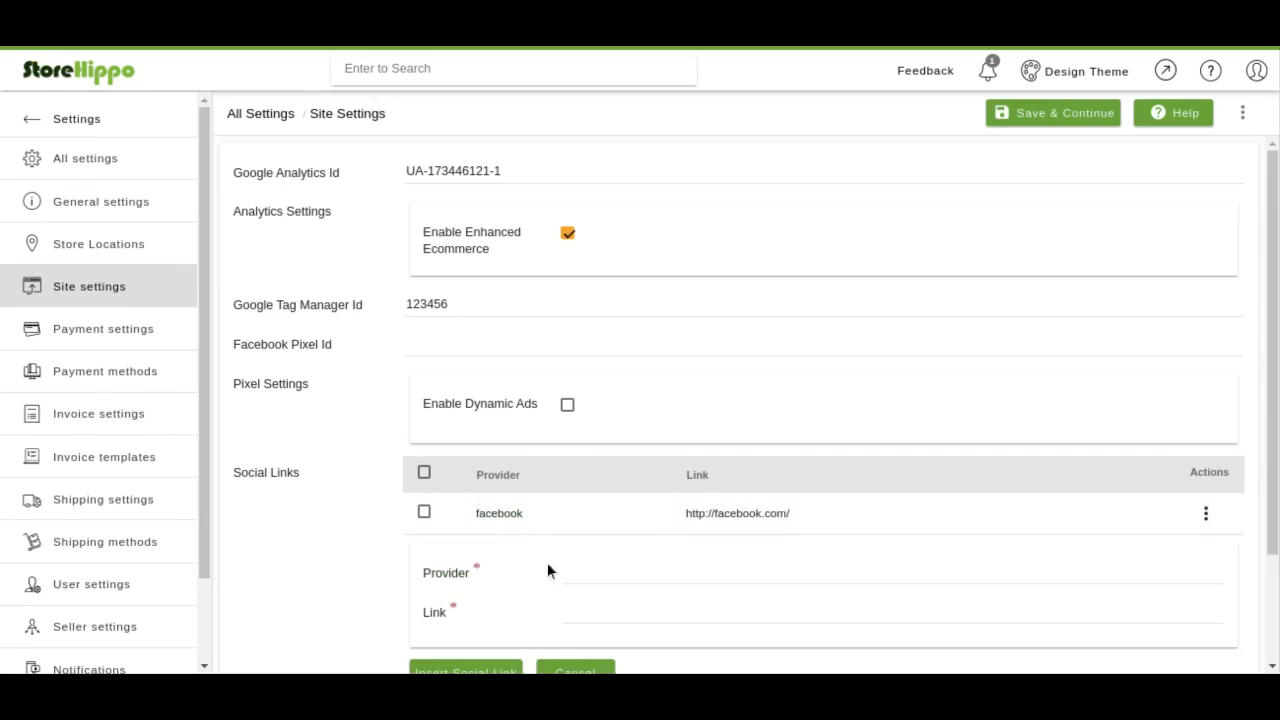 StoreHippo
Enter to Search
Feedback
1
Design Theme
Settings
All settings
General settings
Store Locations
Site settings
Payment settings
Payment methods
Invoice settings
Invoice templates
Shipping settings
Shipping methods
User settings
Seller settings
Notifications
All Settings / Site Settings
Save & Continue
Help
Google Analytics Id
UA-173446121-1
Analytics Settings
Enable Enhanced
Ecommerce
Google Tag Manager Id
123456
Facebook Pixel Id
Pixel Settings
Enable Dynamic Ads
Social Links
Provider Link Actions
facebook http://facebook.com/
Provider *
Link *
Insert Social Link Cancel